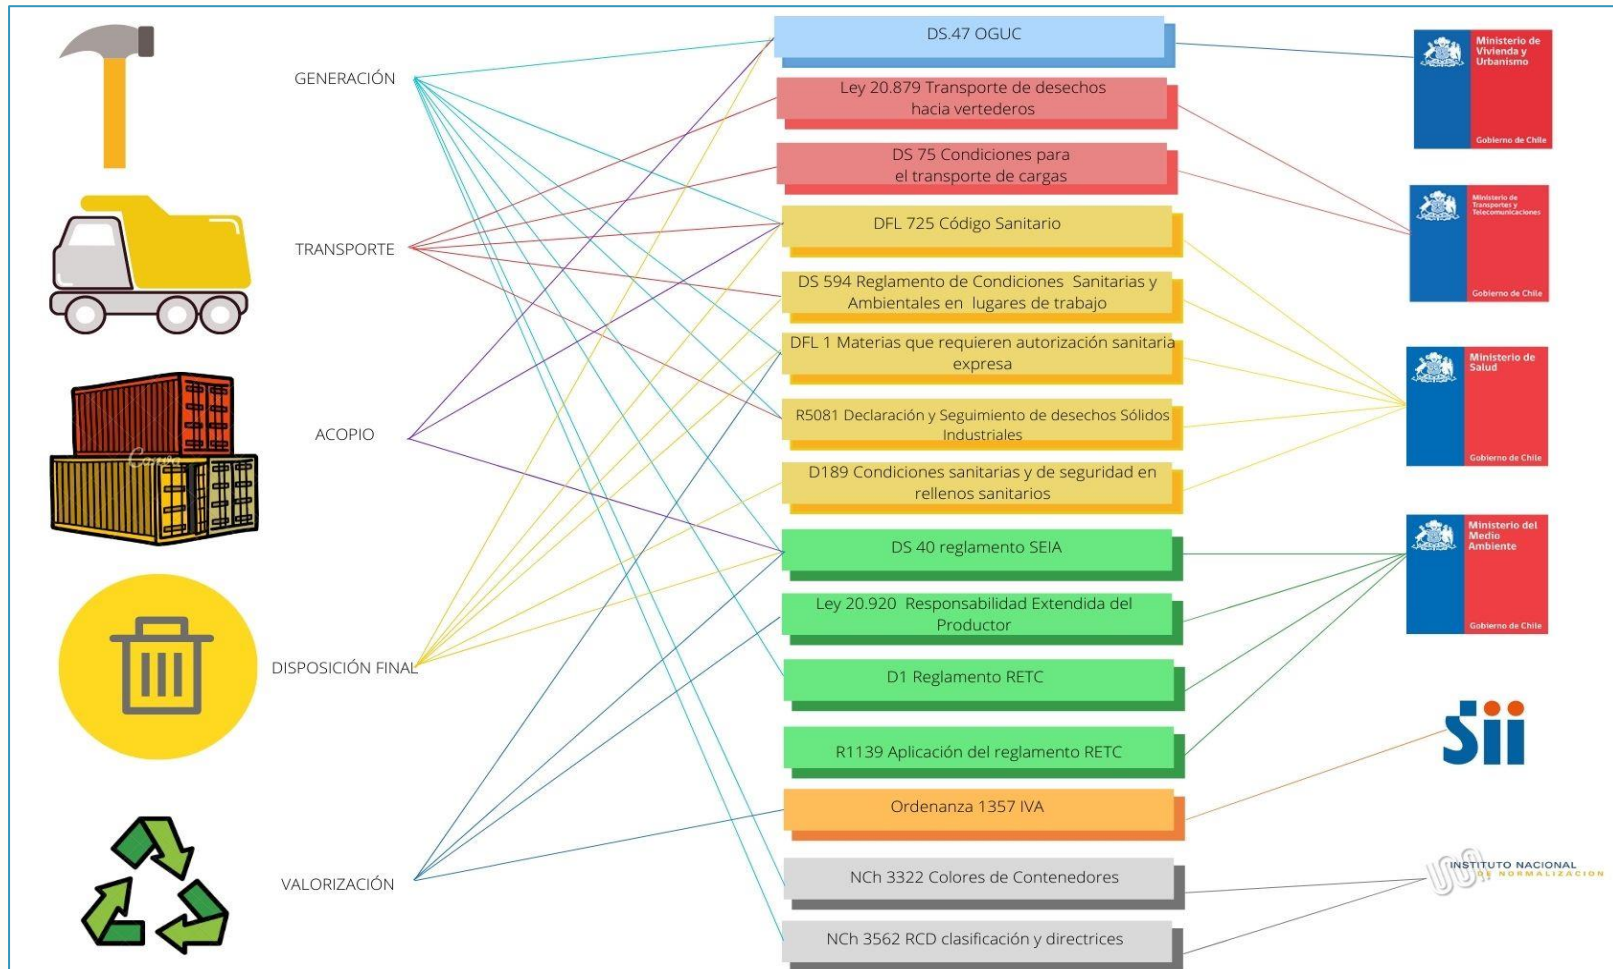 GENERACIÓN
TRANSPORTE
ACOPIO
Canva
DISPOSICIÓN FINAL
VALORIZACIÓN
DS.47 OGUC
Ley 20.879 Transporte de desechos
hacia vertederos
DS 75 Condiciones para
el transporte de cargas
DFL 725 Código Sanitario
DS 594 Reglamento de Condiciones Sanitarias y
Ambientales en lugares de trabajo
DFL 1 Materias que requieren autorización sanitaria
expresa
R5081 Declaración y Seguimiento de desechos Sólidos
Industriales
D189 Condiciones sanitarias y de seguridad en
rellenos sanitarios
DS 40 reglamento SEIA
Ley 20.920 Responsabilidad Extendida del
Productor
D1 Reglamento RETC
R1139 Aplicación del reglamento RETC
Ordenanza 1357 IVA
NCh 3322 Colores de Contenedores
NCh 3562 RCD clasificación y directrices
Ministerio de
Vivienda y
Urbanismo
Gobierno de Chile
Ministerio de
Transportes y
Telecomunicaciones
Gobierno de Chile
Ministerio de
Salud
Gobierno de Chile
Ministerio del
Medio
Ambiente
Gobierno de Chile
Sii
INSTITUTO NACIONAL
DE NORMALIZACION